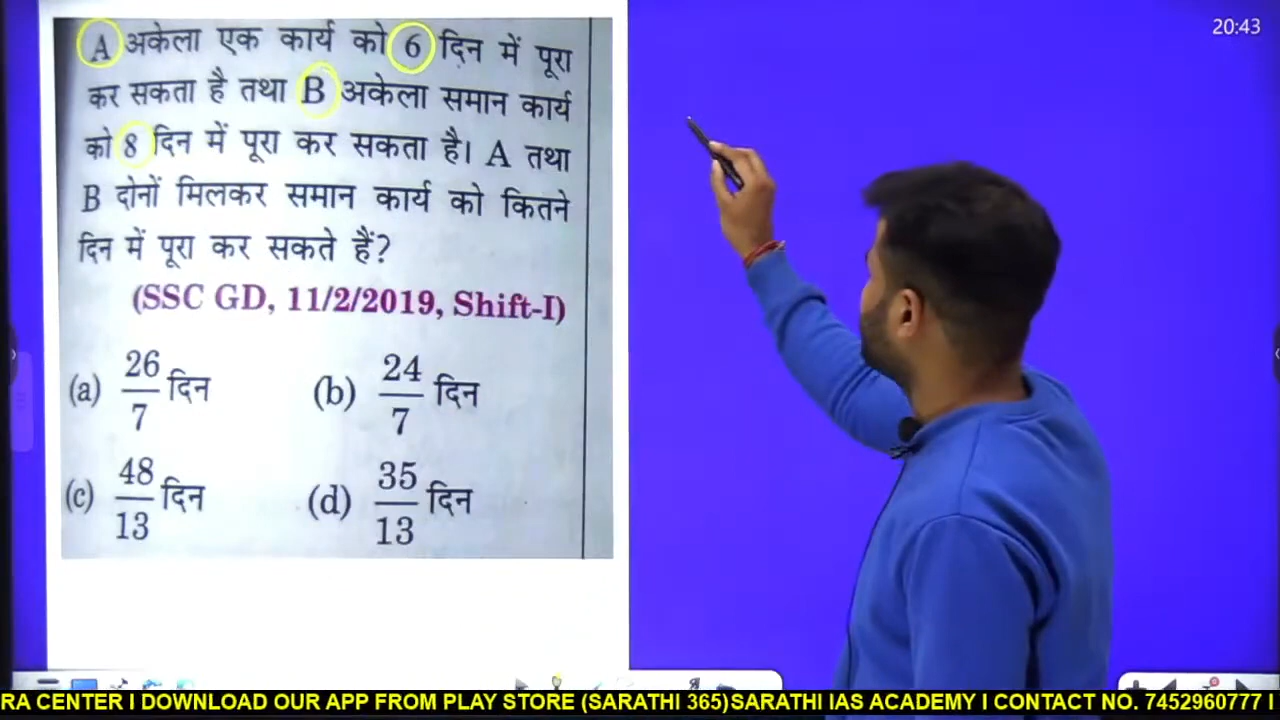 20:43
A अकेला एक कार्य को 6 दिन में पूरा
कर सकता है तथा B अकेला समान कार्य
को 8 दिन में पूरा कर सकता है। A तथा
B दोनों मिलकर समान कार्य को कितने
दिन में पूरा कर सकते हैं?
(SSC GD, 11/2/2019, Shift-I)
(a) 26/7 दिन (b) 24/7 दिन
(c) 48/13 दिन (d) 35/13 दिन
RA CENTER I DOWNLOAD OUR APP FROM PLAY STORE (SARATHI 365)SARATHI IAS ACADEMY I CONTACT NO. 7452960777 I